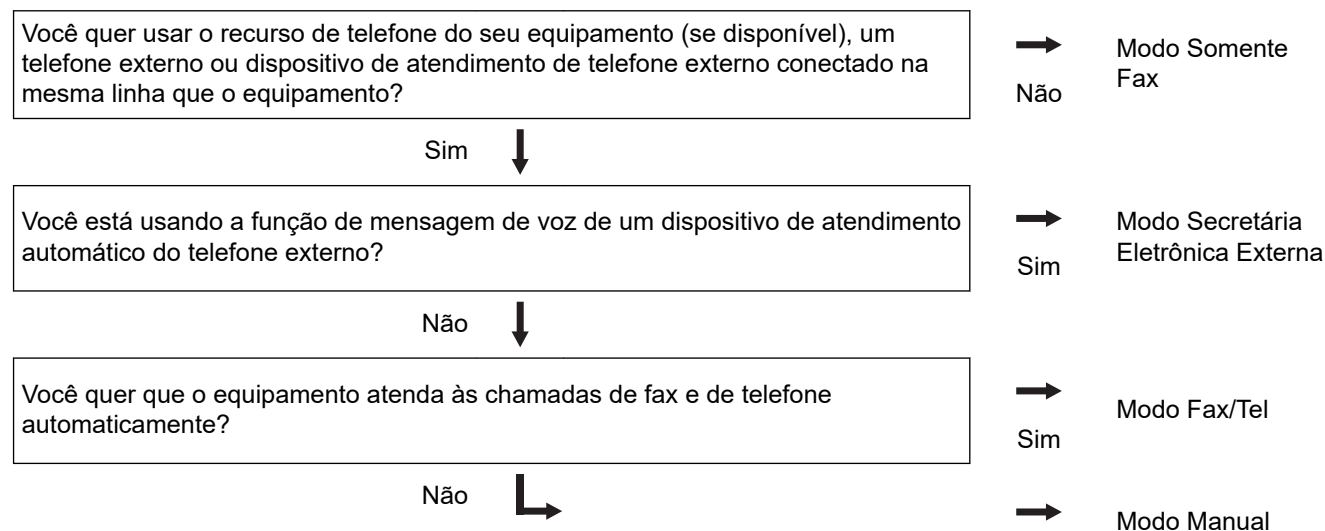 Você quer usar o recurso de telefone do seu equipamento (se disponível), um
telefone externo ou dispositivo de atendimento de telefone externo conectado na
mesma linha que o equipamento?
Não
Modo Somente
Fax
Sim
Você está usando a função de mensagem de voz de um dispositivo de atendimento
automático do telefone externo?
Sim
Modo Secretária
Eletrônica Externa
Não
Você quer que o equipamento atenda às chamadas de fax e de telefone
automaticamente?
Sim
Modo Fax/Tel
Não
Modo Manual